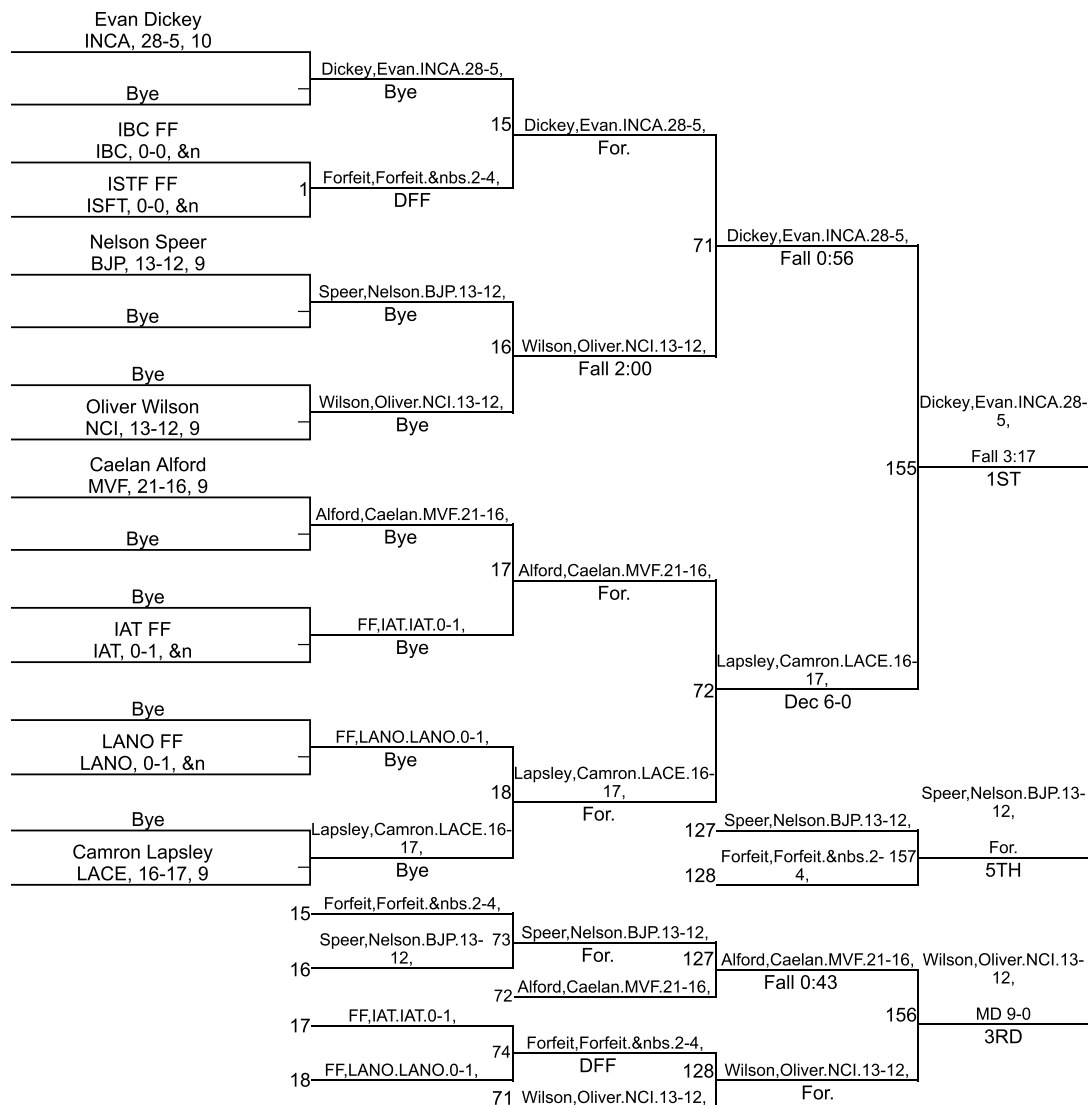 Evan Dickey
INCA, 28-5, 10
Bye
IBC FF
IBC, 0-0, &n
ISTF FF
ISFT, 0-0, &n
Nelson Speer
BJP, 13-12, 9
Bye
Bye
Oliver Wilson
NCI, 13-12, 9
Caelan Alford
MVF, 21-16, 9
Bye
Bye
IAT FF
IAT, 0-1, &n
Bye
LANO FF
LANO, 0-1, &n
Bye
Camron Lapsley
LACE, 16-17, 9
Dickey,Evan.INCA.28-5,
Bye
1
Forfeit,Forfeit.&nbs.2-4,
DFF
Speer,Nelson.BJP.13-12,
Bye
Wilson,Oliver.NCI.13-12,
Bye
Alford,Caelan.MVF.21-16,
Bye
FF,IAT.IAT.0-1,
Bye
FF,LANO.LANO.0-1,
Bye
Lapsley,Camron.LACE.16-
17,
Bye
15
Dickey,Evan.INCA.28-5,
For.
16
Wilson,Oliver.NCI.13-12,
Fall 2:00
17
Alford,Caelan.MVF.21-16,
For.
18
Lapsley,Camron.LACE.16-
17,
For.
71
Dickey,Evan.INCA.28-5,
Fall 0:56
72
Lapsley,Camron.LACE.16-
17,
Dec 6-0
155
Dickey,Evan.INCA.28-
5,
Fall 3:17
1ST
127
Speer,Nelson.BJP.13-12,
128
Forfeit,Forfeit.&nbs.2-
4,
157
Speer,Nelson.BJP.13-
12,
For.
5TH
15
Forfeit,Forfeit.&nbs.2-4,
16
Speer,Nelson.BJP.13-
12,
73
Speer,Nelson.BJP.13-12,
For.
72
Alford,Caelan.MVF.21-16,
127
Alford,Caelan.MVF.21-16,
Fall 0:43
17
FF,IAT.IAT.0-1,
18
FF,LANO.LANO.0-1,
74
Forfeit,Forfeit.&nbs.2-4,
DFF
71
Wilson,Oliver.NCI.13-12,
128
Wilson,Oliver.NCI.13-12,
For.
156
Wilson,Oliver.NCI.13-
12,
MD 9-0
3RD